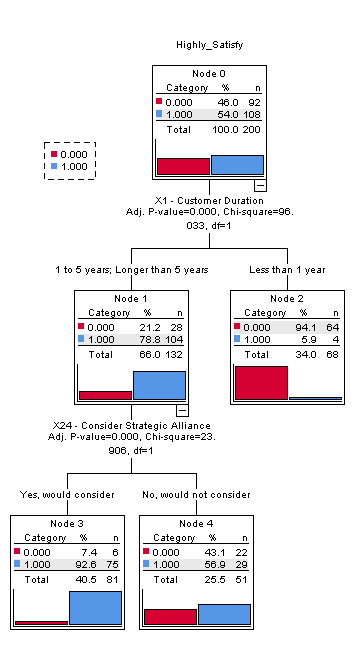 Highly_Satisfy
Node 0
Category % n
0.000 46.0 92
1.000 54.0 108
Total 100.0 200
0.000
1.000
X1 - Customer Duration
Adj. P-value=0.000, Chi-square=96.
033, df=1
1 to 5 years; Longer than 5 years
Less than 1 year
Node 1
Category % n
0.000 21.2 28
1.000 78.8 104
Total 66.0 132
Node 2
Category % n
0.000 94.1 64
1.000 5.9 4
Total 34.0 68
X24 - Consider Strategic Alliance
Adj. P-value=0.000, Chi-square=23.
906, df=1
Yes, would consider
No, would not consider
Node 3
Category % n
0.000 7.4 6
1.000 92.6 75
Total 40.5 81
Node 4
Category % n
0.000 43.1 22
1.000 56.9 29
Total 25.5 51